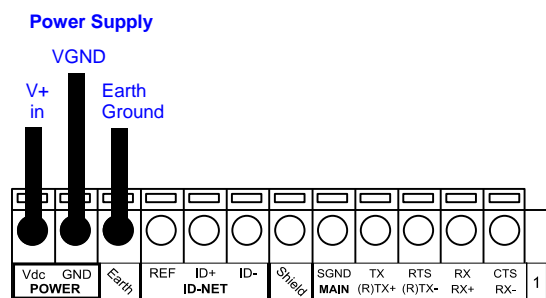 Power Supply
VGND
V+
in
Earth
Ground
Vdc GND Earth REF ID+ ID- Shield SGND TX RTS RX CTS 1
POWER ID-NET MAIN (R)TX+ (R)TX- RX+ RX-